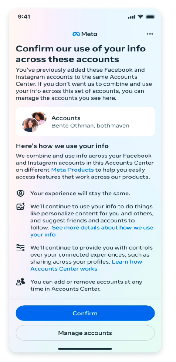 9:41
Meta
Confirm our use of your info
across these accounts
You've previously added these Facebook and
Instagram accounts to the same Accounts
Center. If you don't want us to combine and use
your info across this set of accounts, you can
manage the accounts you see here.
Accounts
Bente Othman, bothmaven
Here's how we use your info
We combine and use info across your Facebook
and Instagram accounts in this Accounts Center
on different Meta Products to help you easily
access features that work across our products.
Your experience will stay the same.
We'll continue to use your info to do things
like personalize content for you and others,
and suggest friends and accounts to
follow. See more details about how we use
your info
We'll continue to provide you with controls
over your connected experiences, such as
sharing across your profiles. Learn how
Accounts Center works
You can add or remove accounts at any
time in Accounts Center.
Confirm
Manage accounts